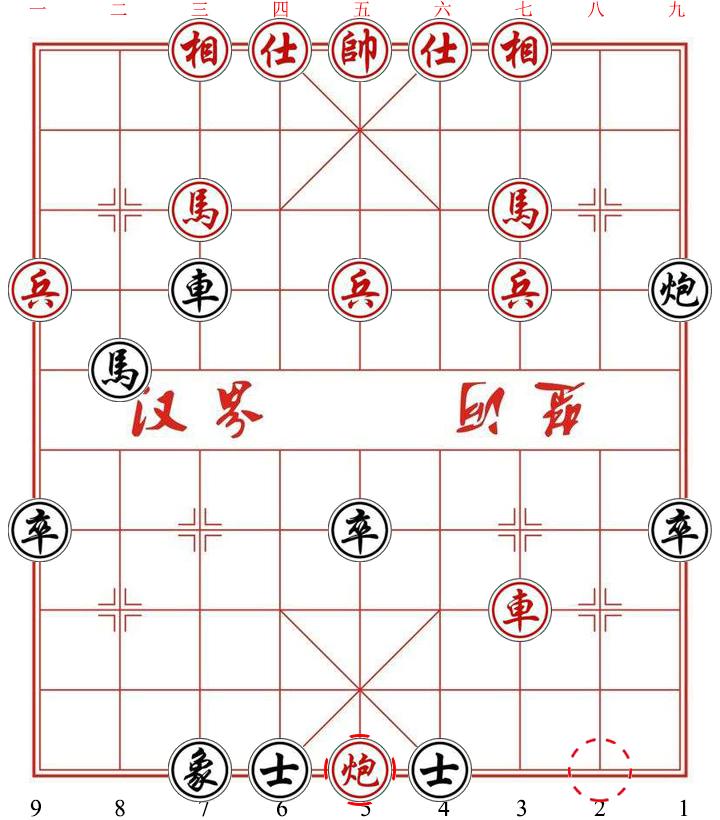 一 二 三 四 五 六 七 八 九
相 仕 帥 仕 相
馬 馬
兵 車 兵 兵 炮
馬
汉 界 河 楚
卒 卒 卒
車
象 士 炮 士
9 8 7 6 5 4 3 2 1